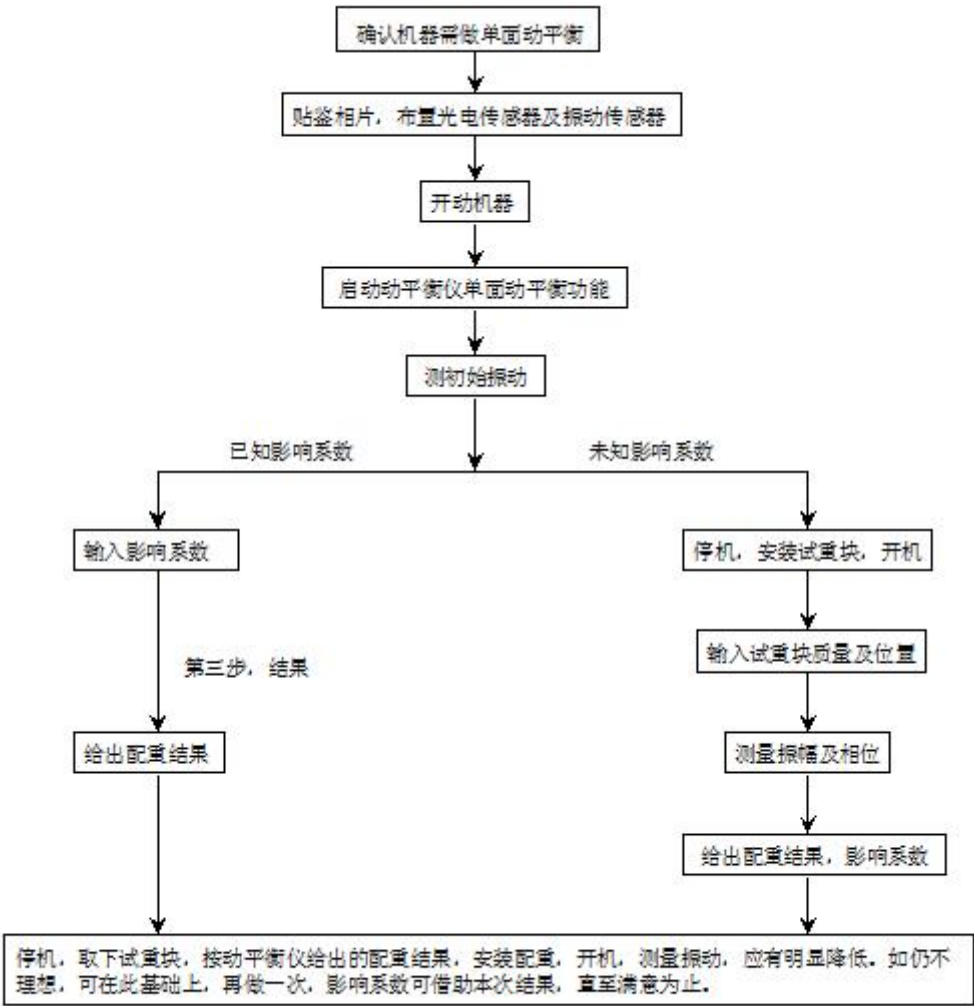 确认机器需做单面动平衡
贴鉴相片，布置光电传感器及振动传感器
开动机器
启动动平衡仪单面动平衡功能
测初始振动
已知影响系数
未知影响系数
输入影响系数
停机，安装试重块，开机
输入试重块质量及位置
第三步，结果
给出配重结果
测量振幅及相位
给出配重结果，影响系数
停机，取下试重块，按动平衡仪给出的配重结果，安装配重，开机，测量振动，应有明显降低。如仍不
理想，可在此基础上，再做一次，影响系数可借助本次结果，直至满意为止。